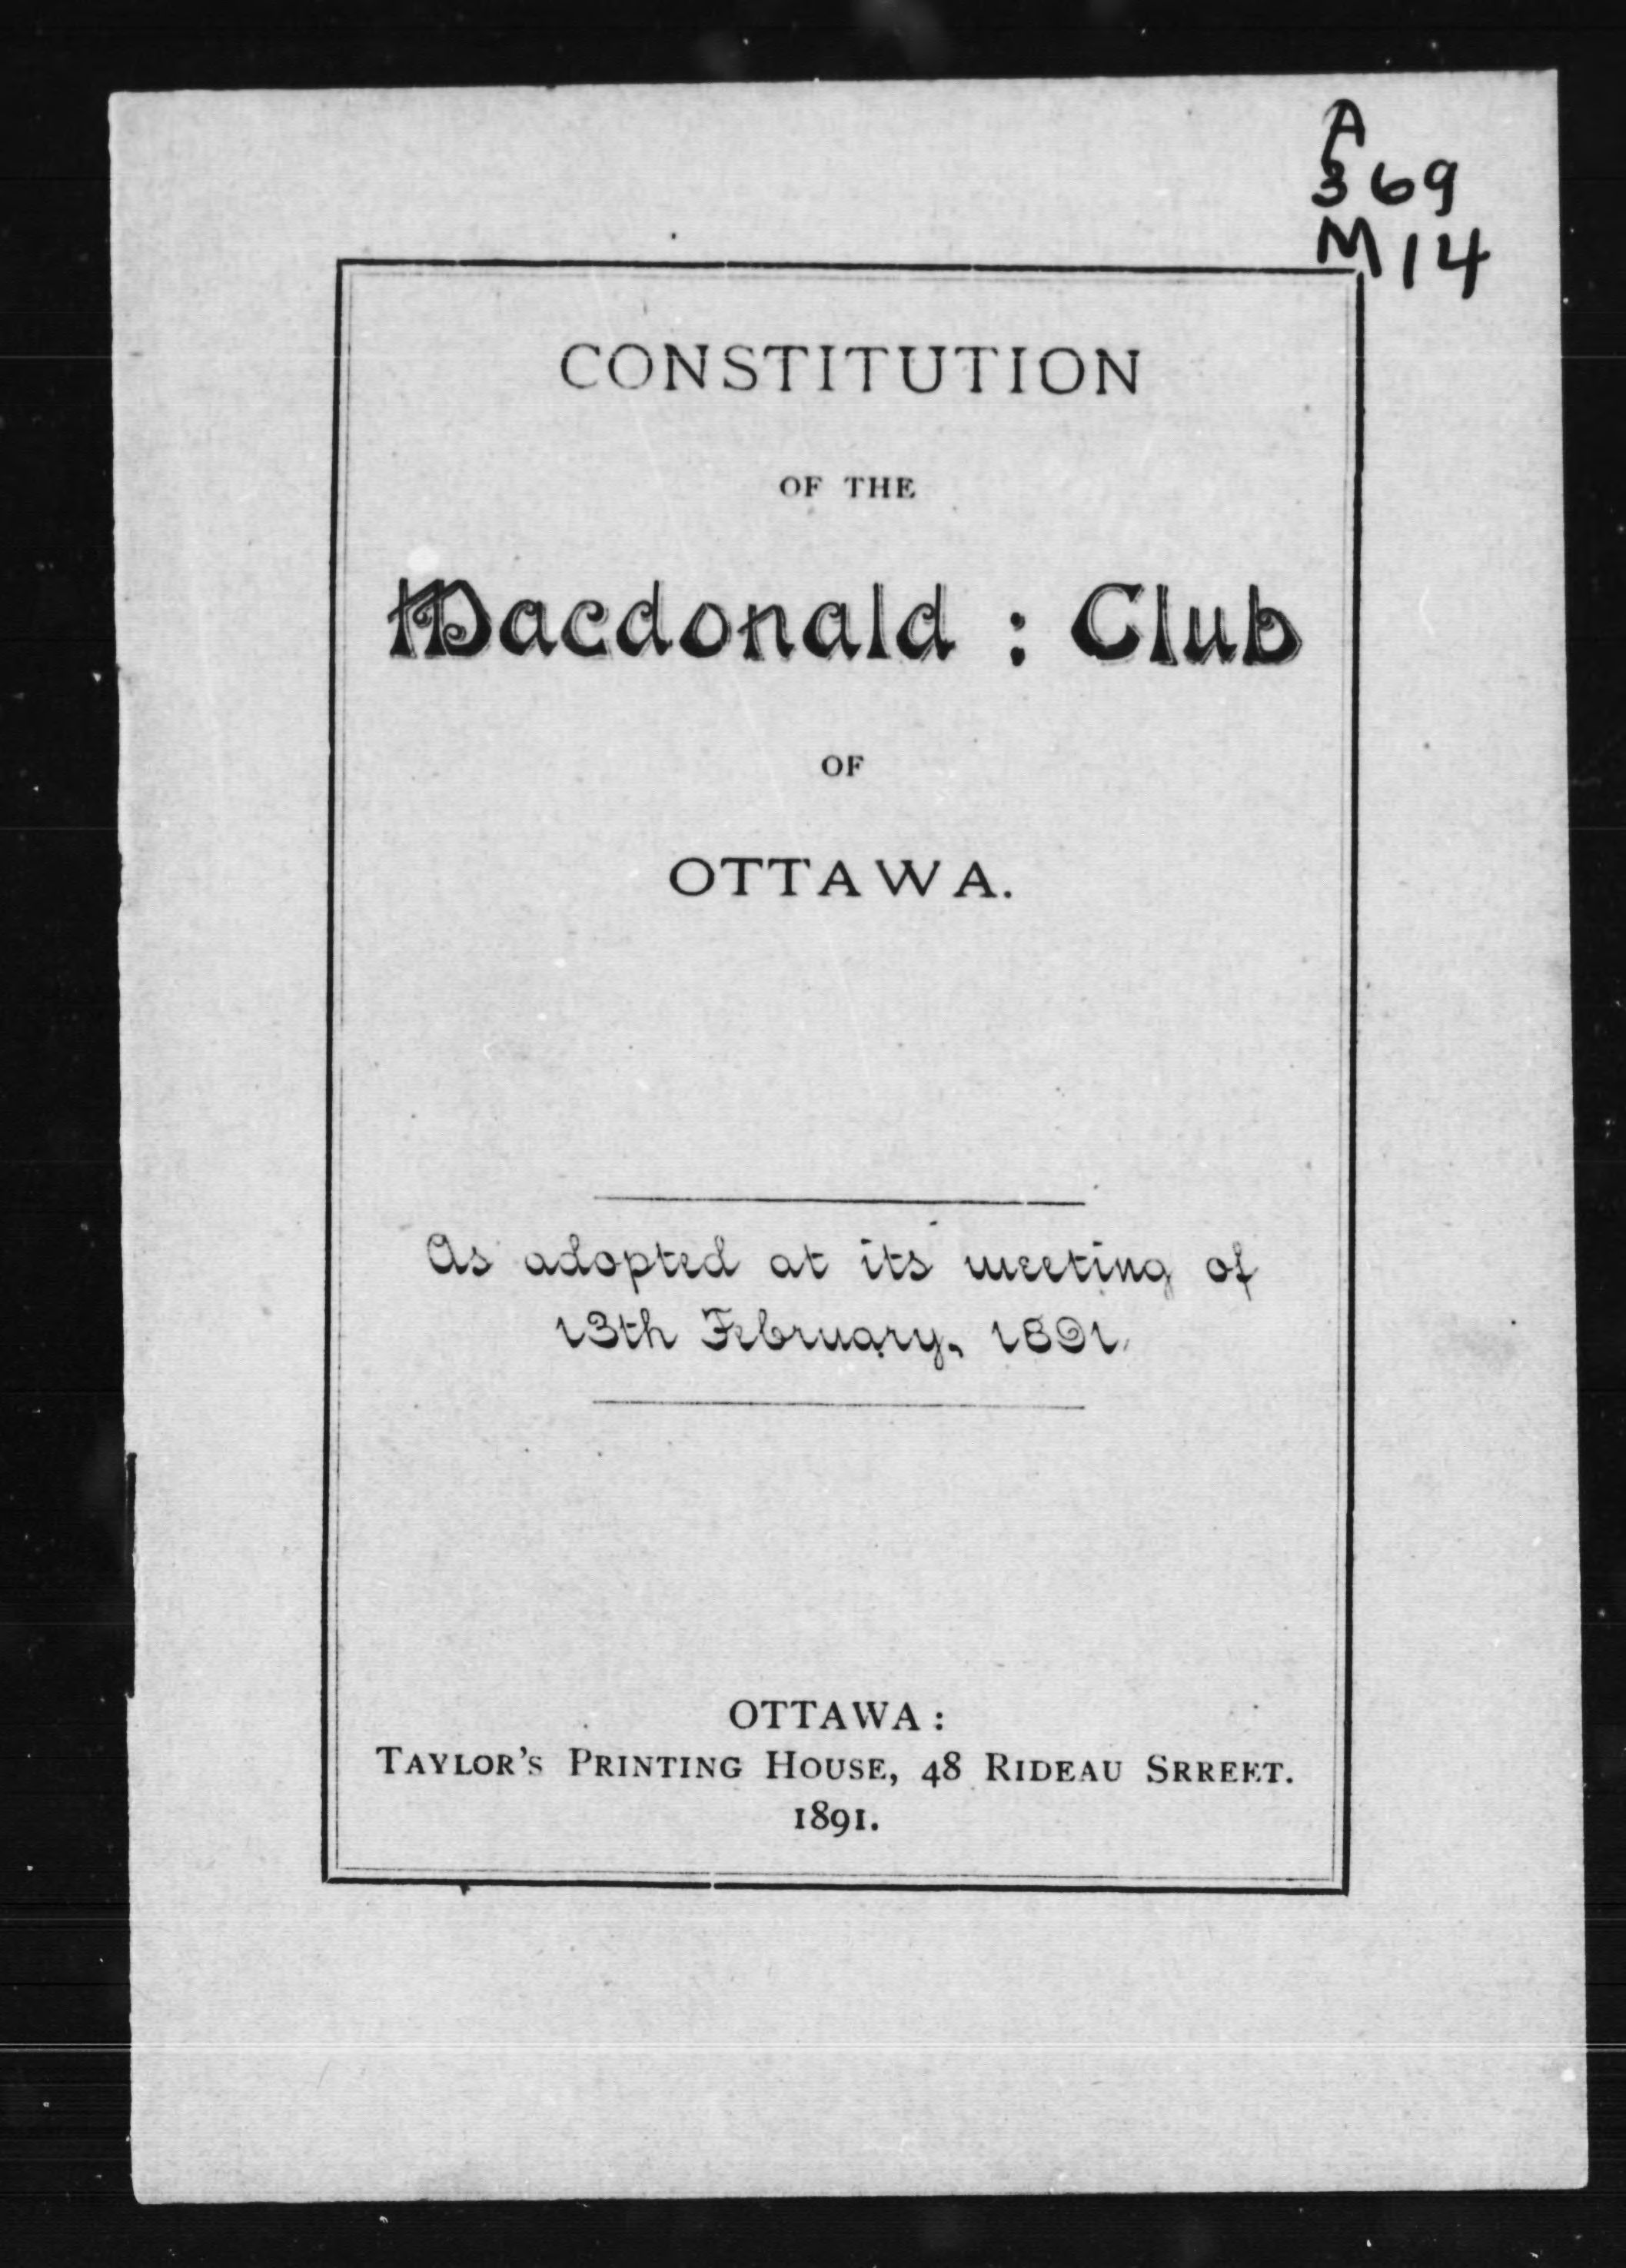 A
369
M14
CONSTITUTION
OF THE
Macdonald : Club
OF
OTTAWA.
As adopted at its meeting of
13th February, 1891.
OTTAWA :
TAYLOR'S PRINTING HOUSE, 48 RIDEAU SRREET.
1891.